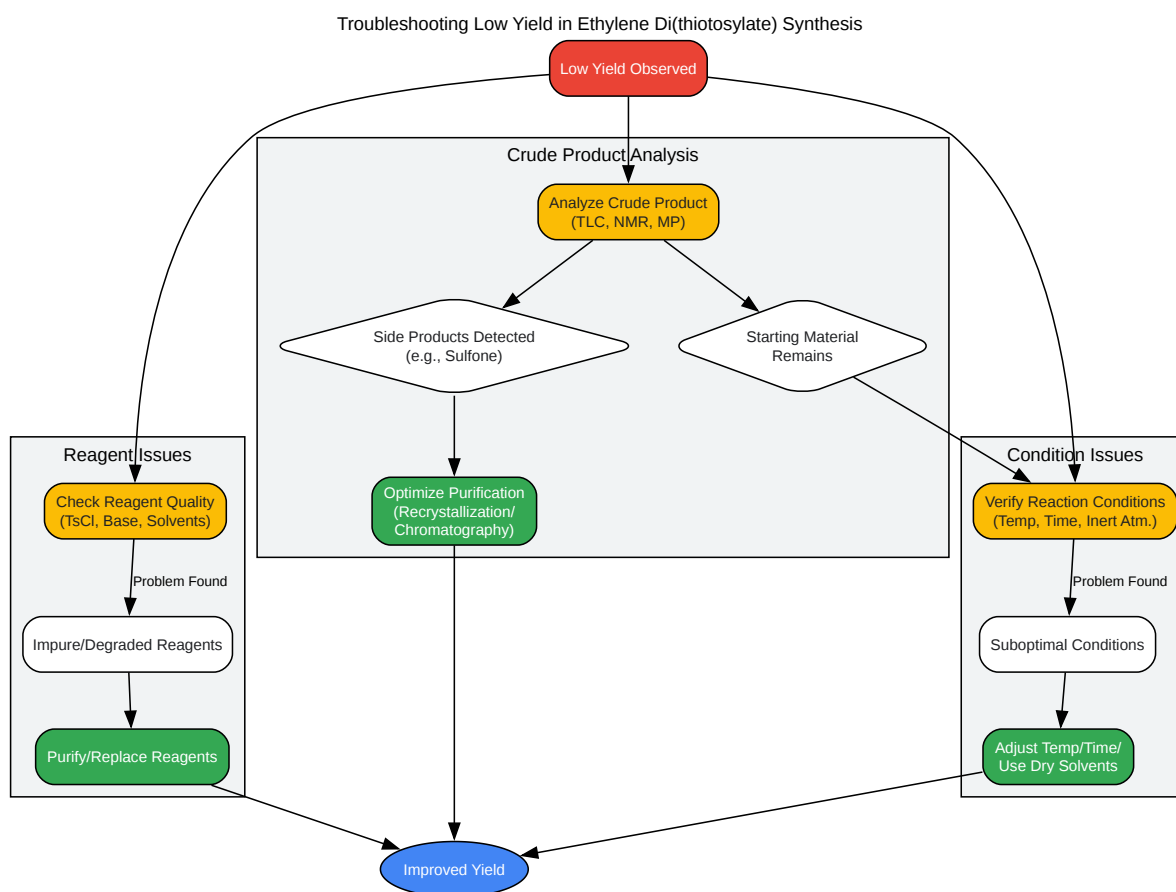 Troubleshooting Low Yield in Ethylene Di(thiotosylate) Synthesis
Low Yield Observed
Crude Product Analysis
Analyze Crude Product
(TLC, NMR, MP)
Side Products Detected
(e.g., Sulfone)
Starting Material
Remains
Reagent Issues
Condition Issues
Check Reagent Quality
(TsCl, Base, Solvents)
Optimize Purification
(Recrystallization/
Chromatography)
Verify Reaction Conditions
(Temp, Time, Inert Atm.)
Problem Found
Problem Found
Impure/Degraded Reagents
Suboptimal Conditions
Purify/Replace Reagents
Adjust Temp/Time/
Use Dry Solvents
Improved Yield